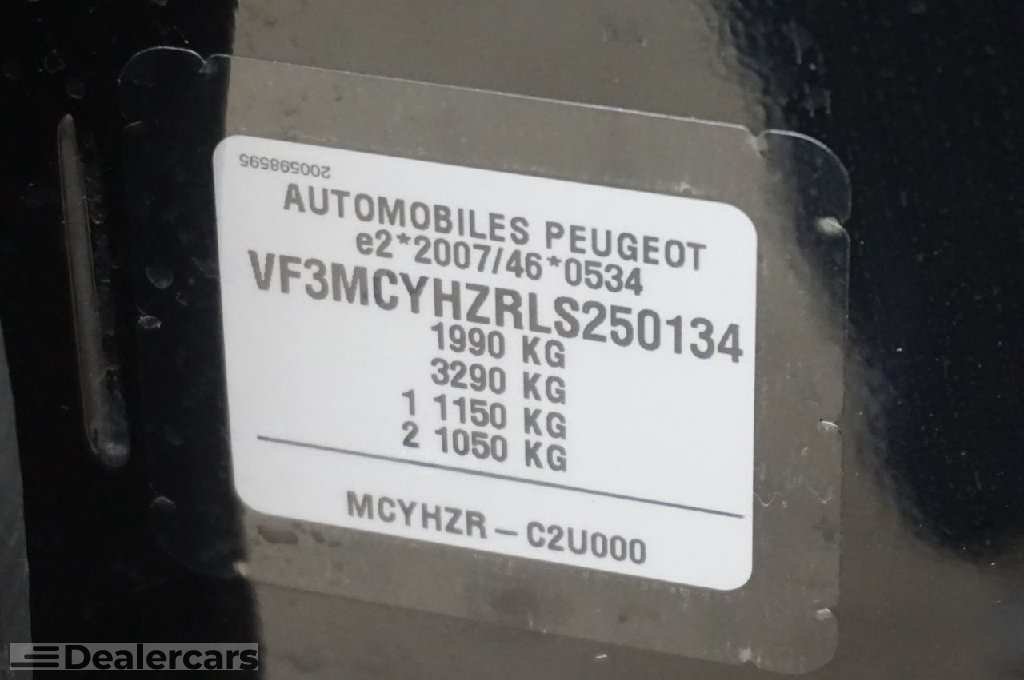 200598595
AUTOMOBILES PEUGEOT
e2*2007/46*0534
VF3MCYHZRLS250134
1990 KG
3290 KG
1 1150 KG
2 1050 KG
MCYHZR – C2U000
Dealercars